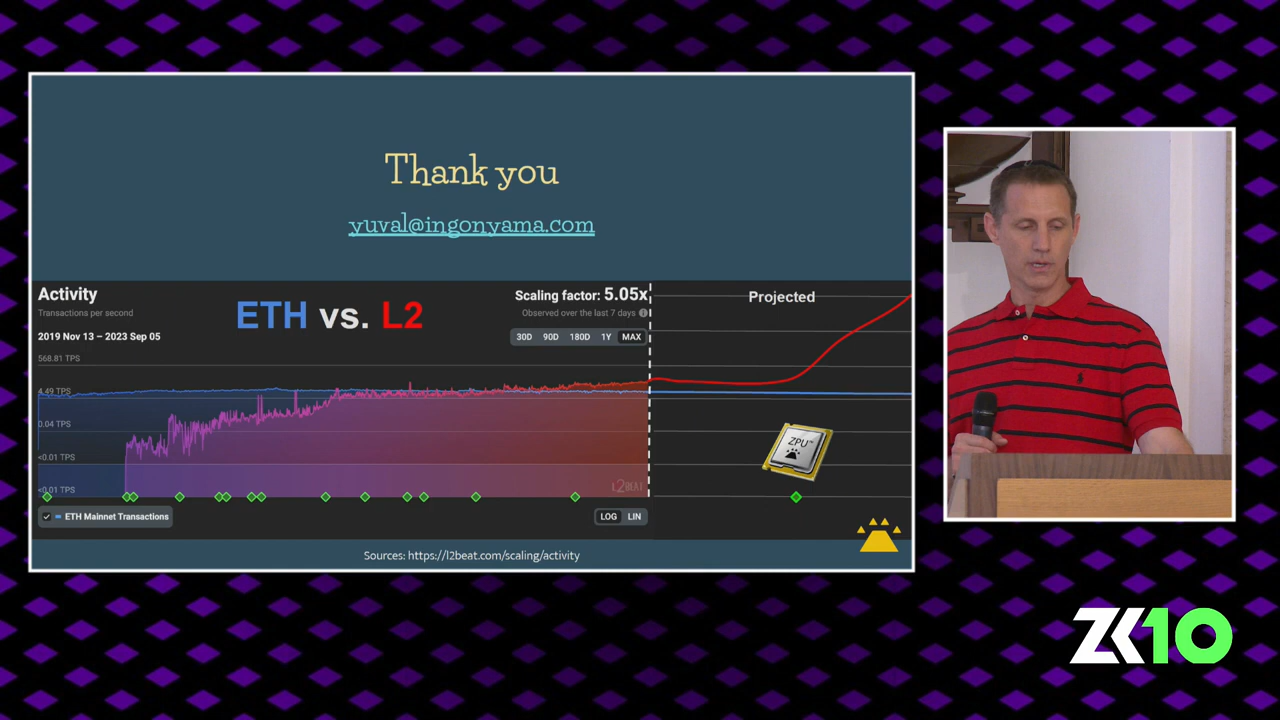 Thank you
yuval@ingonyama.com
Activity
Transactions per second
2019 Nov 13 – 2023 Sep 05
ETH vs. L2
Scaling factor: 5.05x
Observed over the last 7 days
30D 90D 180D 1Y MAX
Projected
568.81 TPS
4.49 TPS
0.04 TPS
<0.01 TPS
<0.01 TPS
ZPU™
L2BEAT
ETH Mainnet Transactions
LOG LIN
Sources: https://l2beat.com/scaling/activity
ZK10